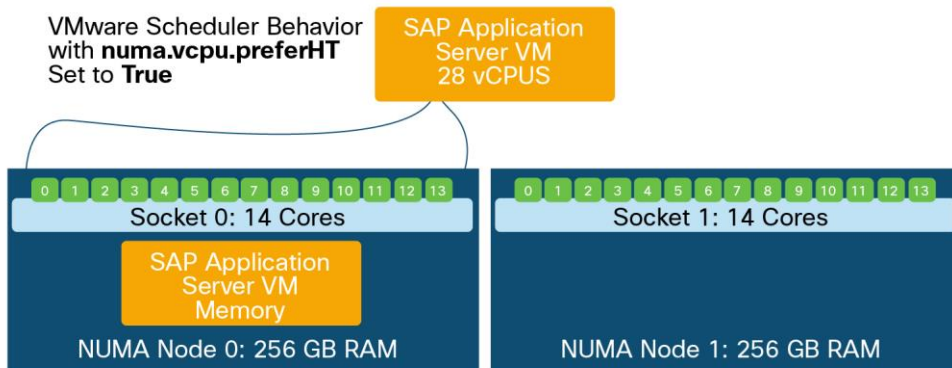 VMware Scheduler Behavior
with numa.vcpu.preferHT
Set to True
SAP Application
Server VM
28 vCPUS
0 1 2 3 4 5 6 7 8 9 10 11 12 13
Socket 0: 14 Cores
SAP Application
Server VM
Memory
NUMA Node 0: 256 GB RAM
0 1 2 3 4 5 6 7 8 9 10 11 12 13
Socket 1: 14 Cores
NUMA Node 1: 256 GB RAM